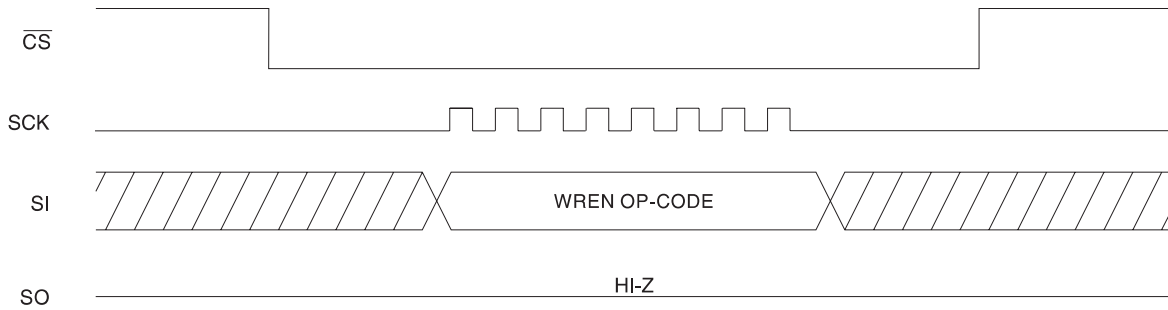 CS
SCK
SI
WREN OP-CODE
SO
HI-Z